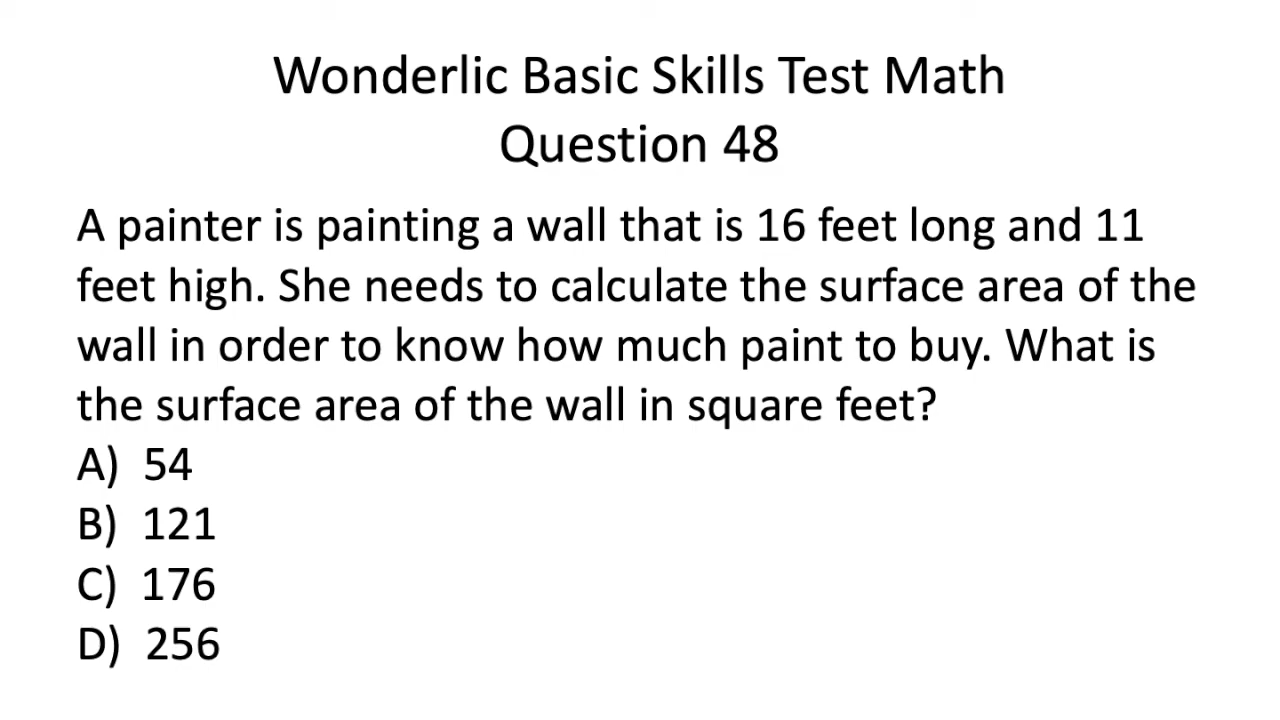 Wonderlic Basic Skills Test Math
Question 48
A painter is painting a wall that is 16 feet long and 11
feet high. She needs to calculate the surface area of the
wall in order to know how much paint to buy. What is
the surface area of the wall in square feet?
A) 54
B) 121
C) 176
D) 256